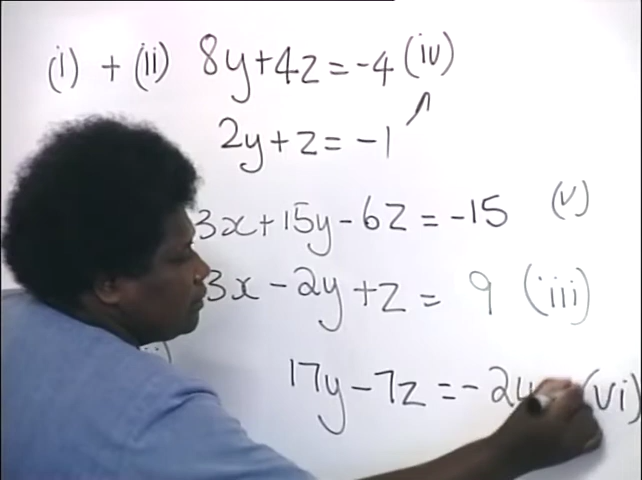 (i) + (ii) 8y+4z=-4 (iv)
2y+z=-1
3x+15y-6z=-15 (v)
3x-2y+z= 9 (iii)
17y-7z=-24 (vi)